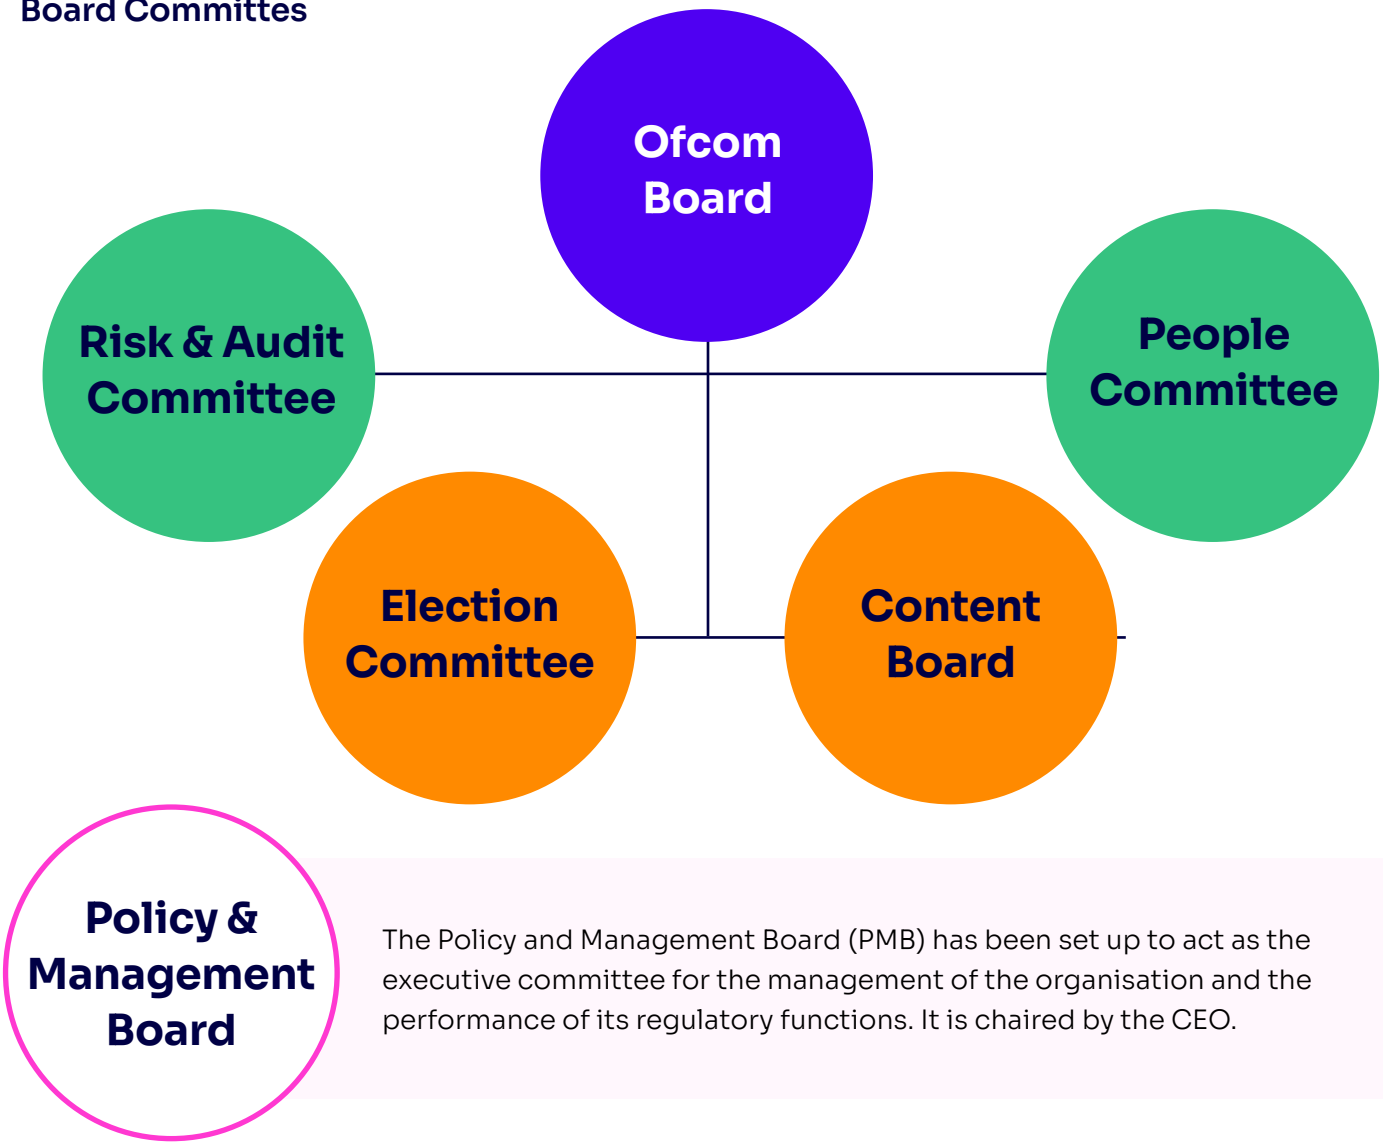 Board Committes
Ofcom
Board
Risk & Audit
Committee
People
Committee
Election
Committee
Content
Board
Policy &
Management
Board
The Policy and Management Board (PMB) has been set up to act as the
executive committee for the management of the organisation and the
performance of its regulatory functions. It is chaired by the CEO.